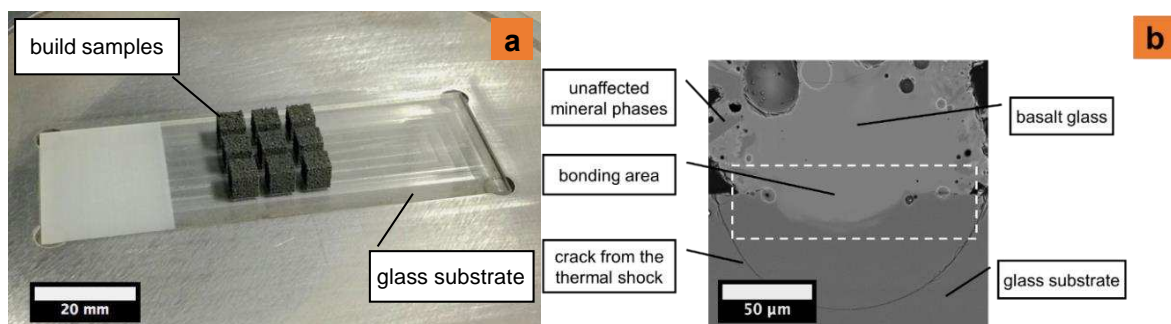 build samples
a
glass substrate
20 mm
b
unaffected
mineral phases
basalt glass
bonding area
crack from the
thermal shock
glass substrate
50 µm